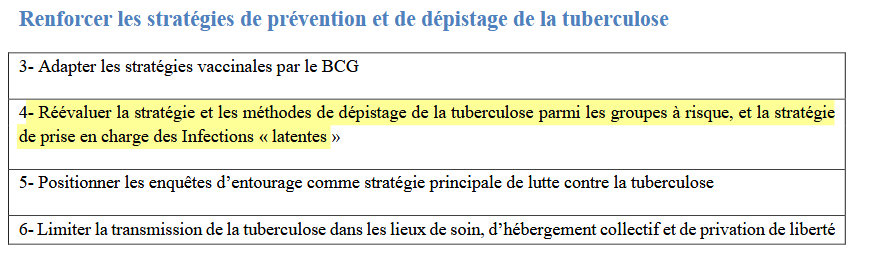 Renforcer les stratégies de prévention et de dépistage de la tuberculose
3- Adapter les stratégies vaccinales par le BCG
4- Réévaluer la stratégie et les méthodes de dépistage de la tuberculose parmi les groupes à risque, et la stratégie
de prise en charge des Infections « latentes »
5- Positionner les enquêtes d’entourage comme stratégie principale de lutte contre la tuberculose
6- Limiter la transmission de la tuberculose dans les lieux de soin, d’hébergement collectif et de privation de liberté